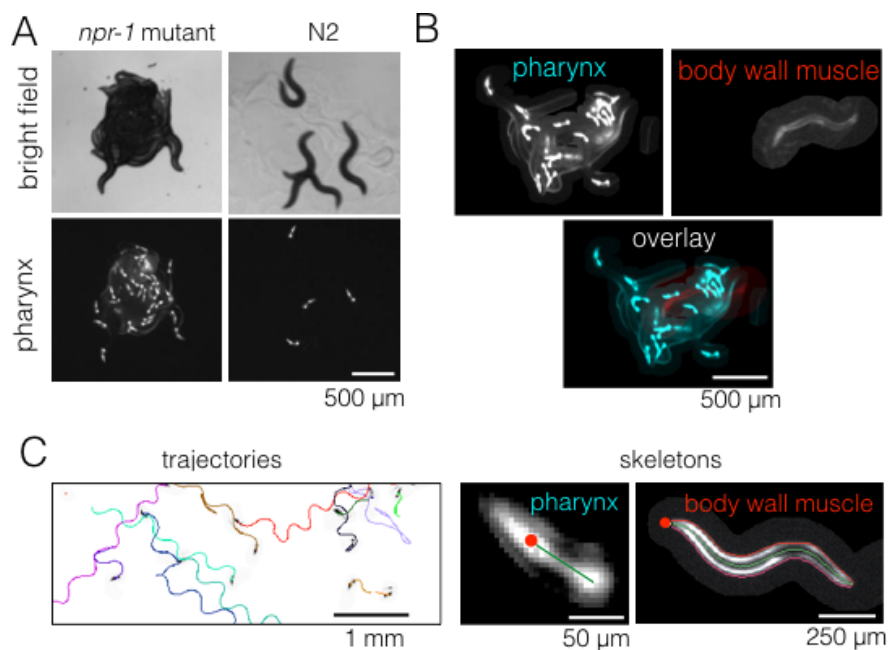 A
npr-1 mutant
N2
bright field
pharynx
500 µm
B
pharynx
body wall muscle
overlay
500 µm
C
trajectories
skeletons
1 mm
pharynx
50 µm
body wall muscle
250 µm